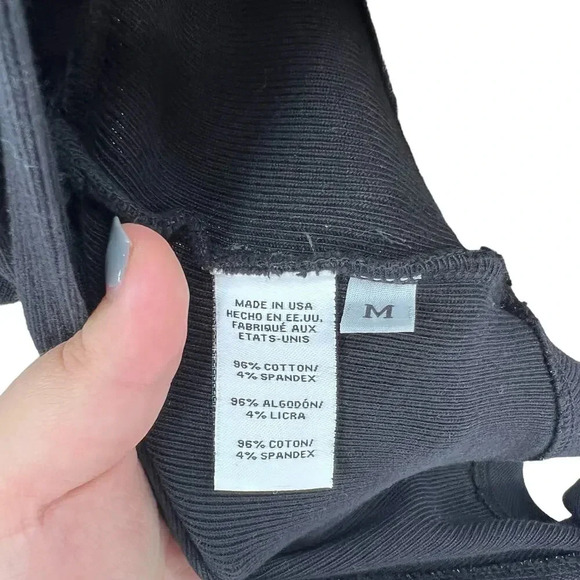 MADE IN USA
HECHO EN EE.UU.
FABRIQUÉ AUX
ETATS-UNIS
96% COTTON/
4% SPANDEX
96% ALGODÓN/
4% LICRA
96% COTON/
4% SPANDEX
M